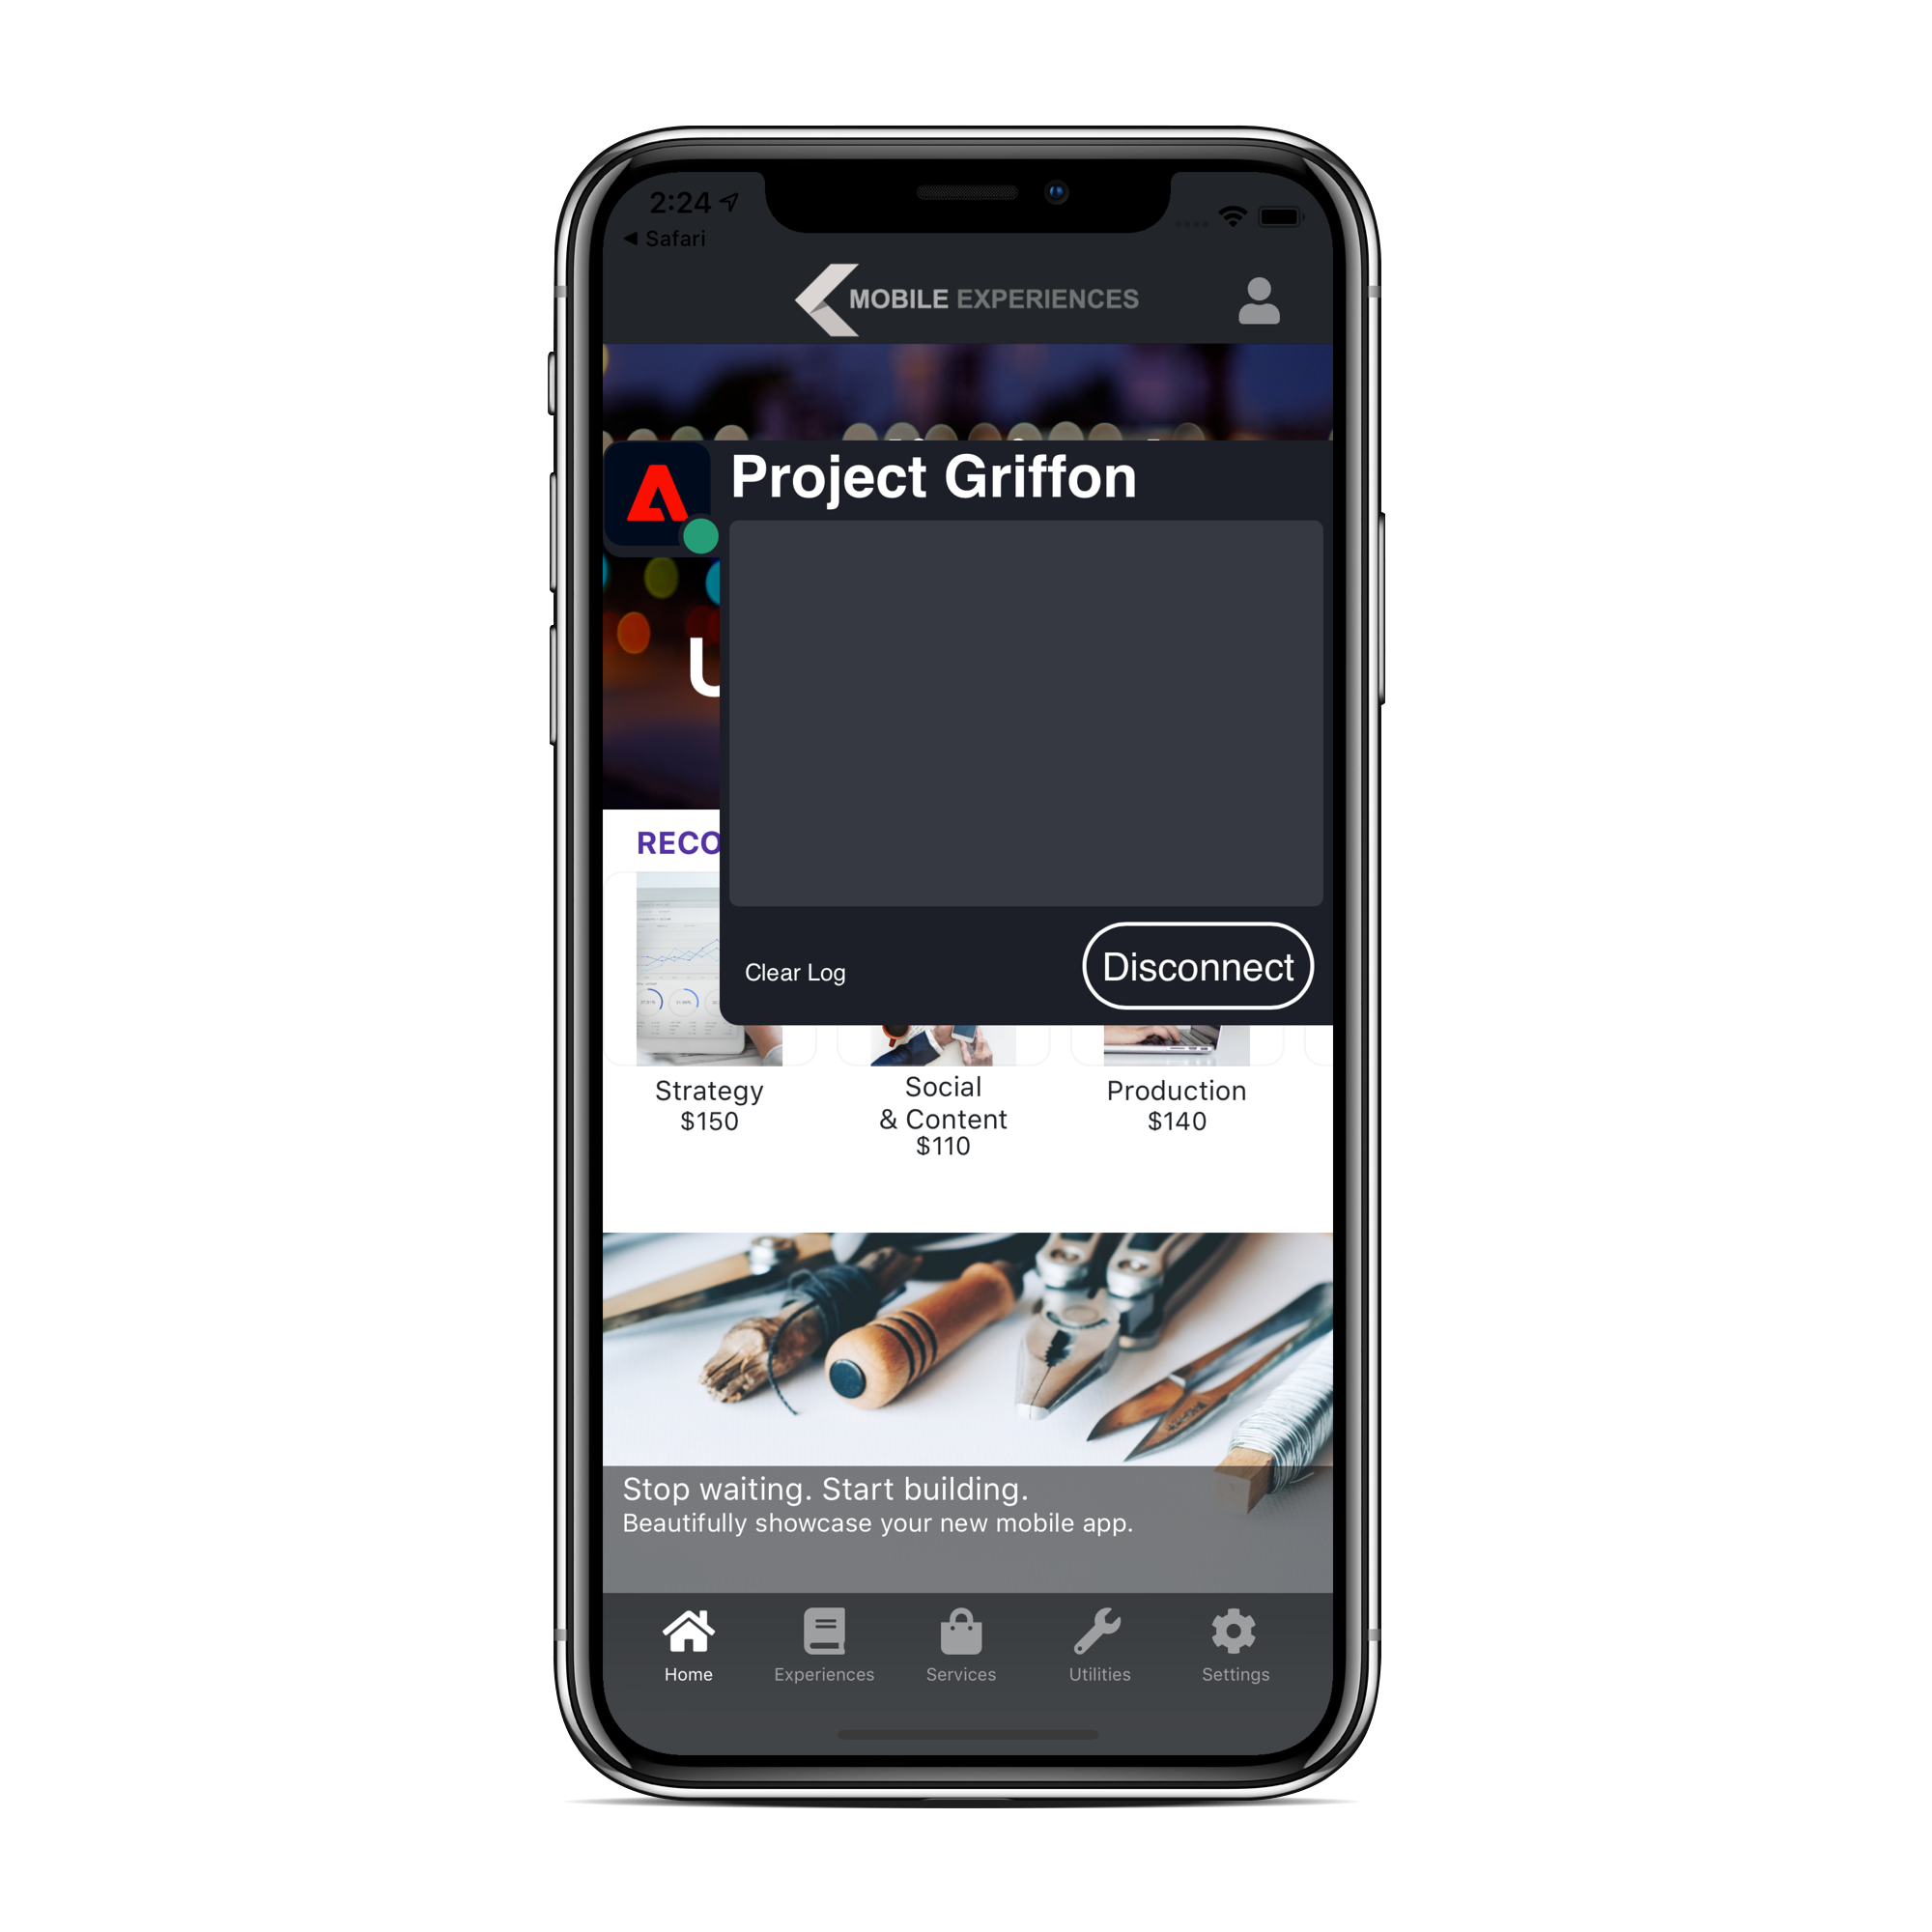 2:24
Safari
MOBILE EXPERIENCES
Project Griffon
Clear Log
Disconnect
Strategy
$150
Social
& Content
$110
Production
$140
Stop waiting. Start building.
Beautifully showcase your new mobile app.
Home
Experiences
Services
Utilities
Settings